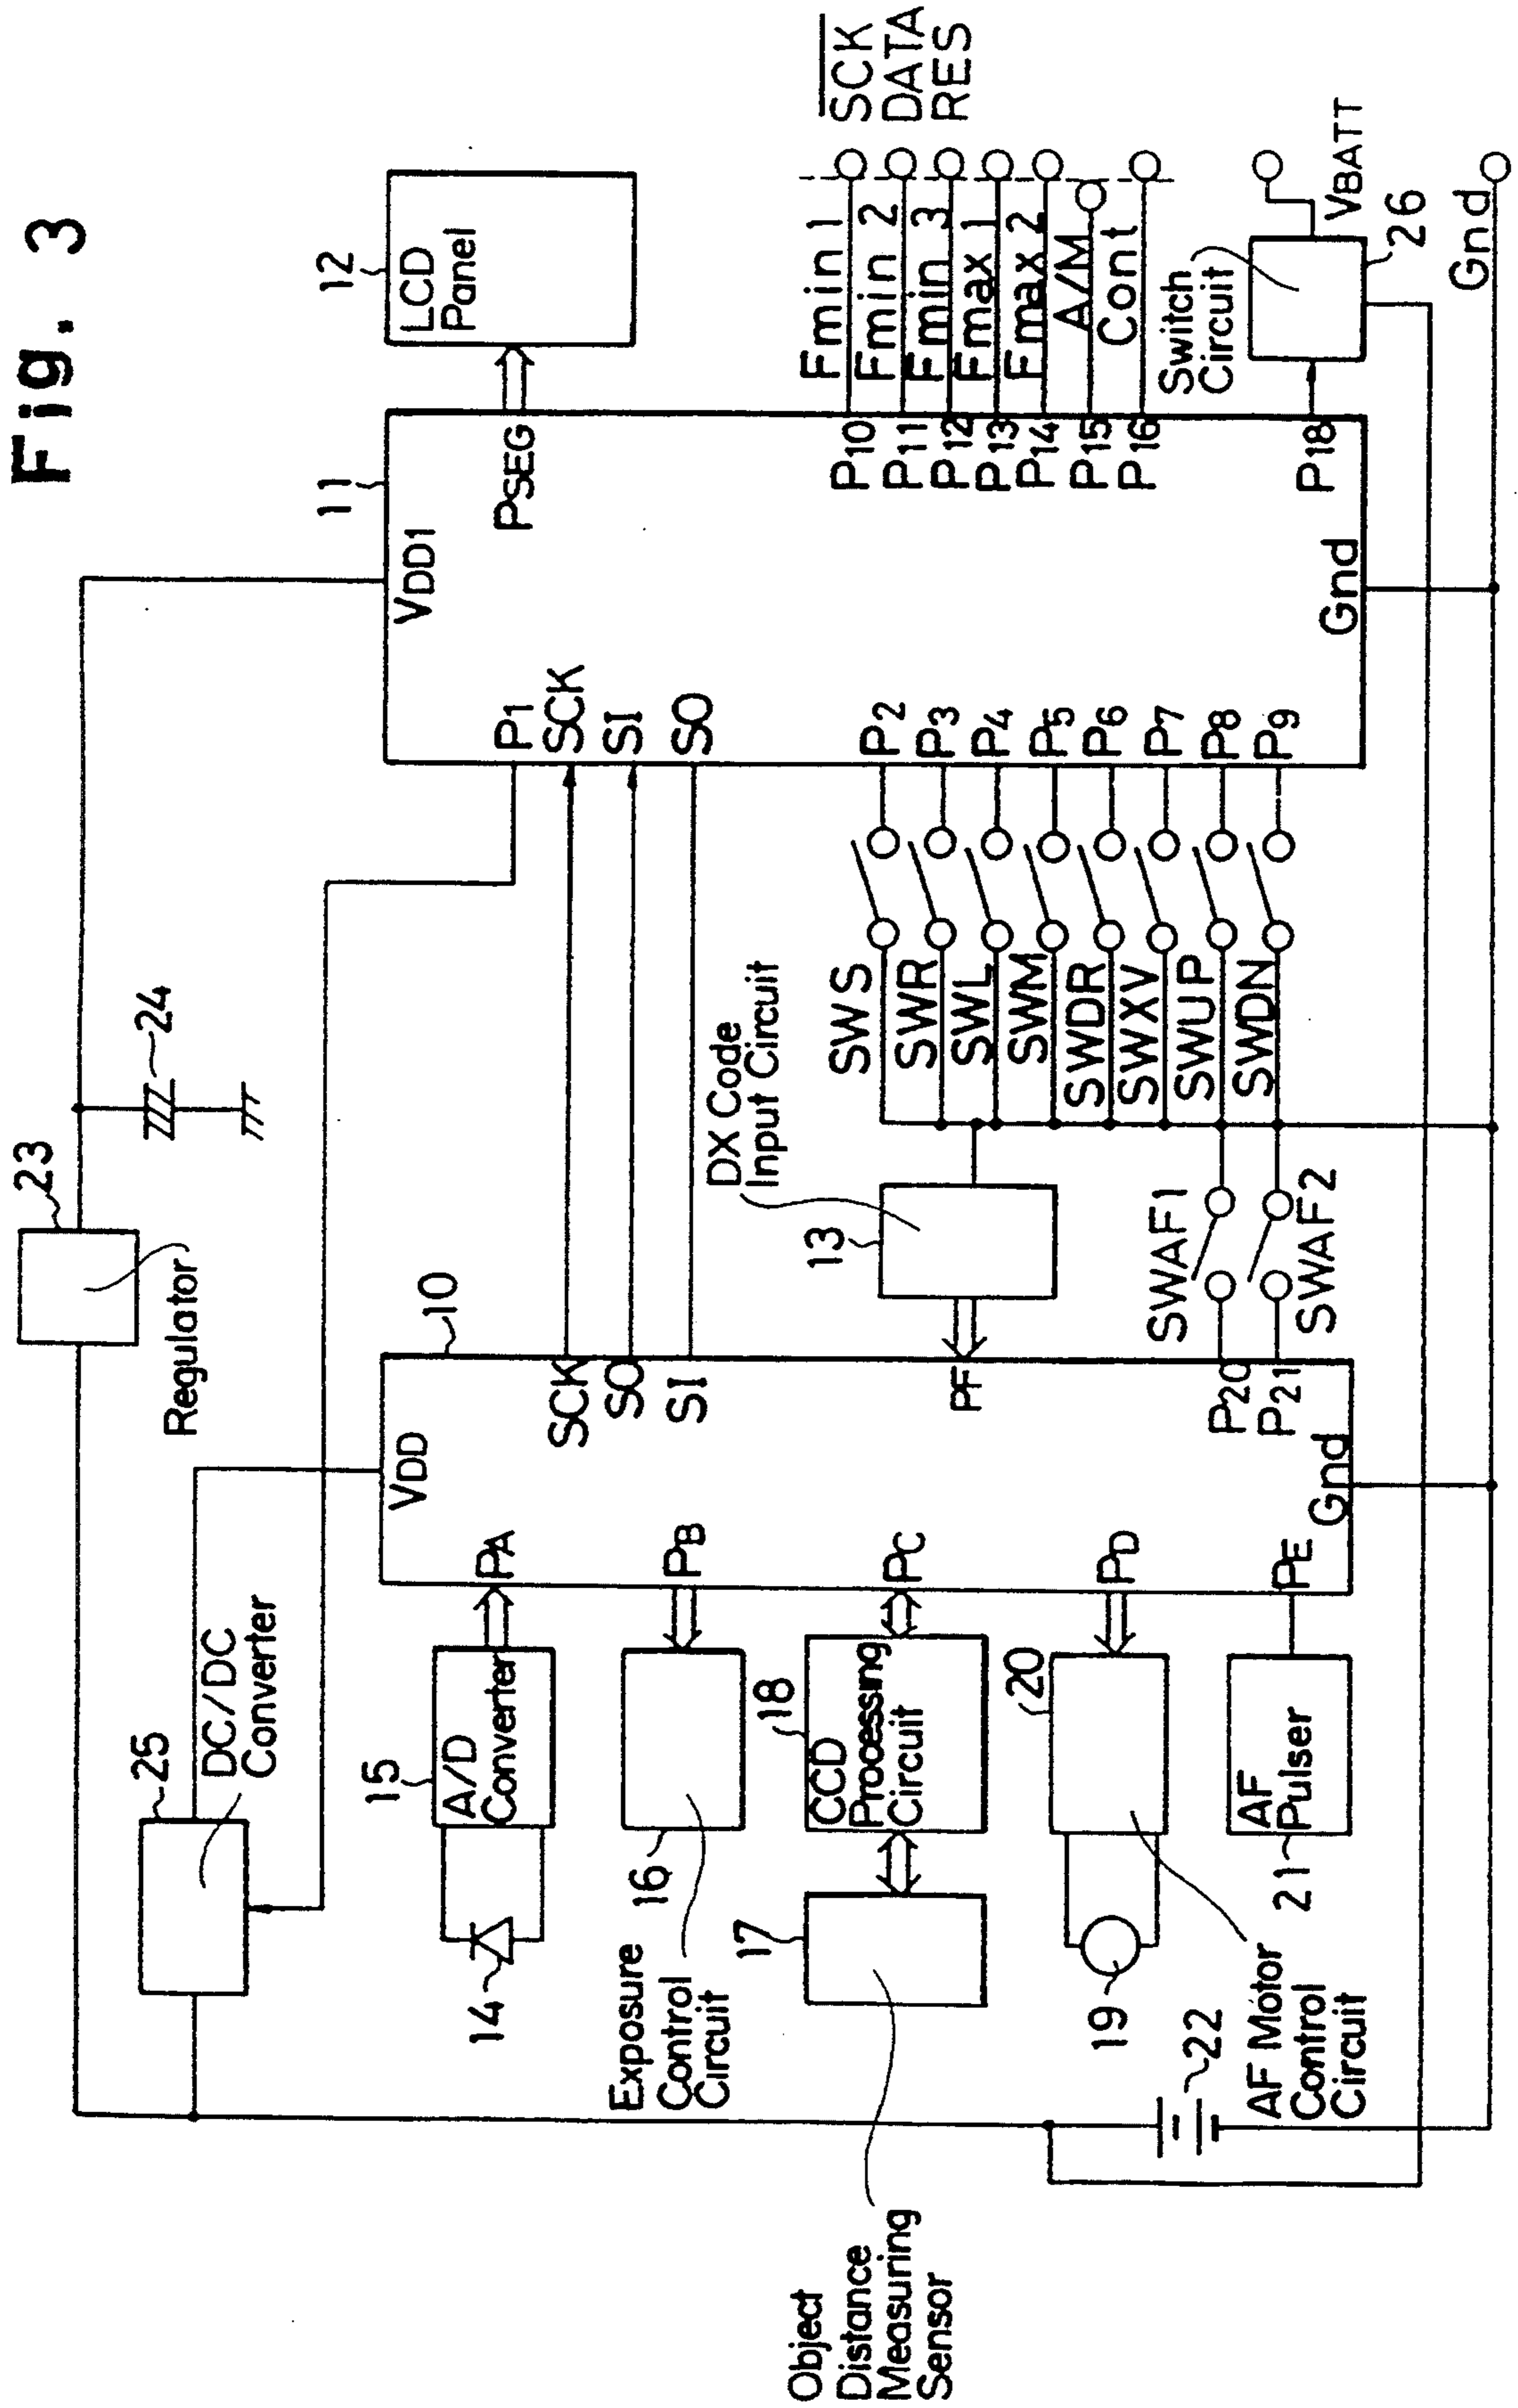 Fig. 3
23
Regulator
24
25
DC/DC
Converter
10
VDD
PA
PB
PC
PD
PE
SCK
SO
SI
PF
P20
P21
Gnd
15
A/D
Converter
14
16
Exposure
Control
Circuit
17
18
CCD
Processing
Circuit
Object
Distance
Measuring
Sensor
19
20
AF Motor
Control
Circuit
21
AF
Pulser
22
DX Code
Input Circuit
13
SWAF1
SWAF2
SWS
SWR
SWL
SWM
SWDR
SWXV
SWUP
SWDN
11
VDD1
P1
SCK
SI
SO
P2
P3
P4
P5
P6
P7
P8
P9
Gnd
PSEG
P10
P11
P12
P13
P14
P15
P16
P18
12
LCD
Panel
Fmin 1
Fmin 2
Fmin 3
Fmax 1
Fmax 2
A/M
Cont
SCK
DATA
RES
Switch
Circuit
26
VBATT
Gnd